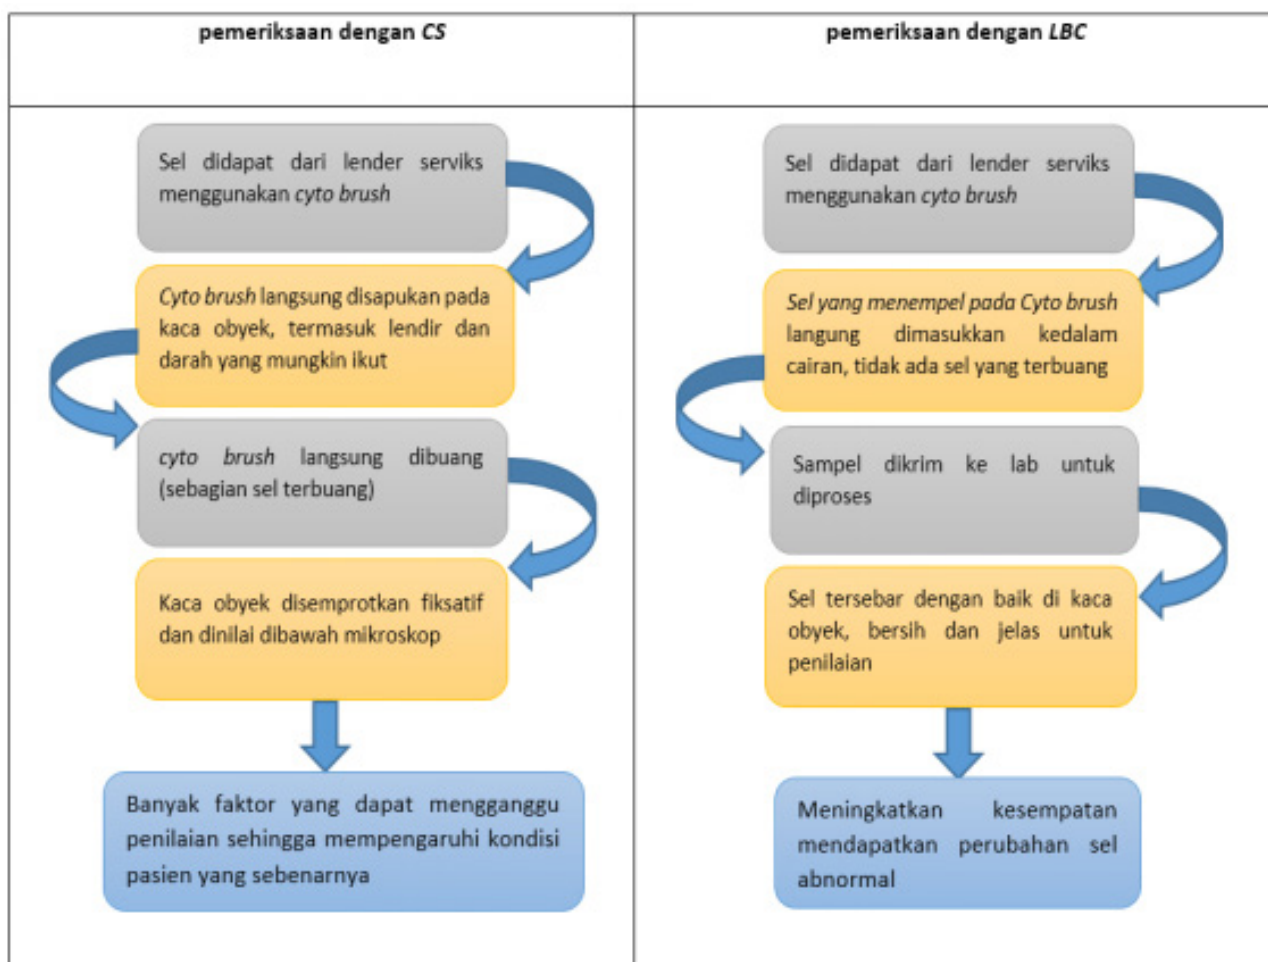 pemeriksaan dengan CS
Sel didapat dari lender serviks
menggunakan cyto brush
Cyto brush langsung disapukan pada
kaca obyek, termasuk lendir dan
darah yang mungkin ikut
cyto brush langsung dibuang
(sebagian sel terbuang)
Kaca obyek disemprotkan fiksatif
dan dinilai dibawah mikroskop
Banyak faktor yang dapat mengganggu
penilaian sehingga mempengaruhi kondisi
pasien yang sebenarnya
pemeriksaan dengan LBC
Sel didapat dari lender serviks
menggunakan cyto brush
Sel yang menempel pada Cyto brush
langung dimasukkan kedalam
cairan, tidak ada sel yang terbuang
Sampel dikrim ke lab untuk
diproses
Sel tersebar dengan baik di kaca
obyek, bersih dan jelas untuk
penilaian
Meningkatkan kesempatan
mendapatkan perubahan sel
abnormal